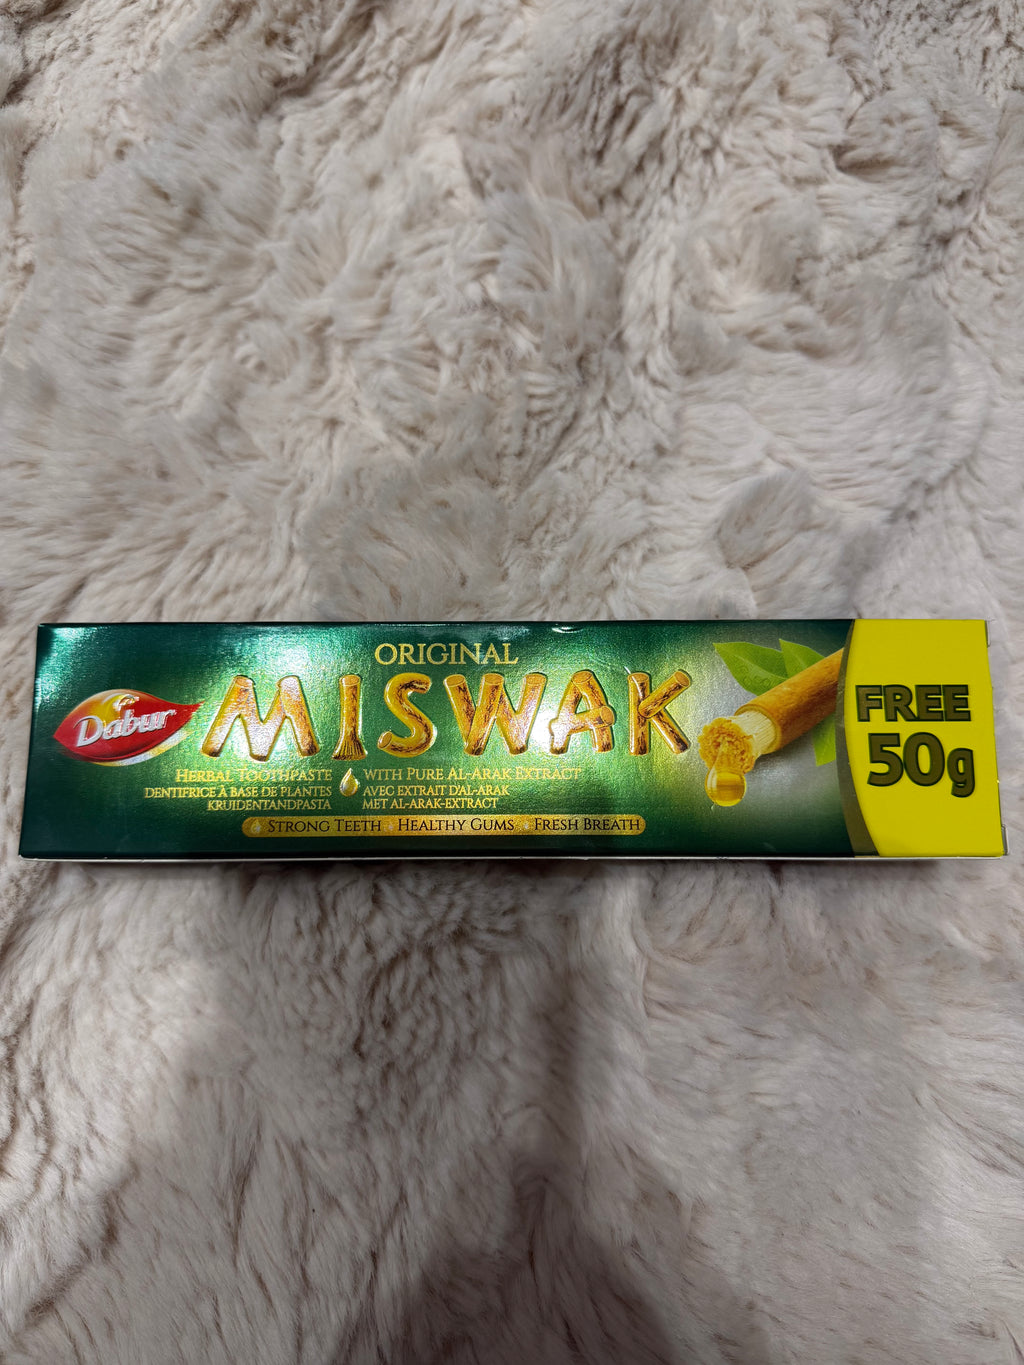 Dabur
ORIGINAL
MISWAK
HERBAL TOOTHPASTE WITH PURE AL-ARAK EXTRACT
DENTIFRICE À BASE DE PLANTES AVEC EXTRAIT D'AL-ARAK
KRUIDENTANDPASTA MET AL-ARAK-EXTRACT
STRONG TEETH HEALTHY GUMS FRESH BREATH
FREE
50g